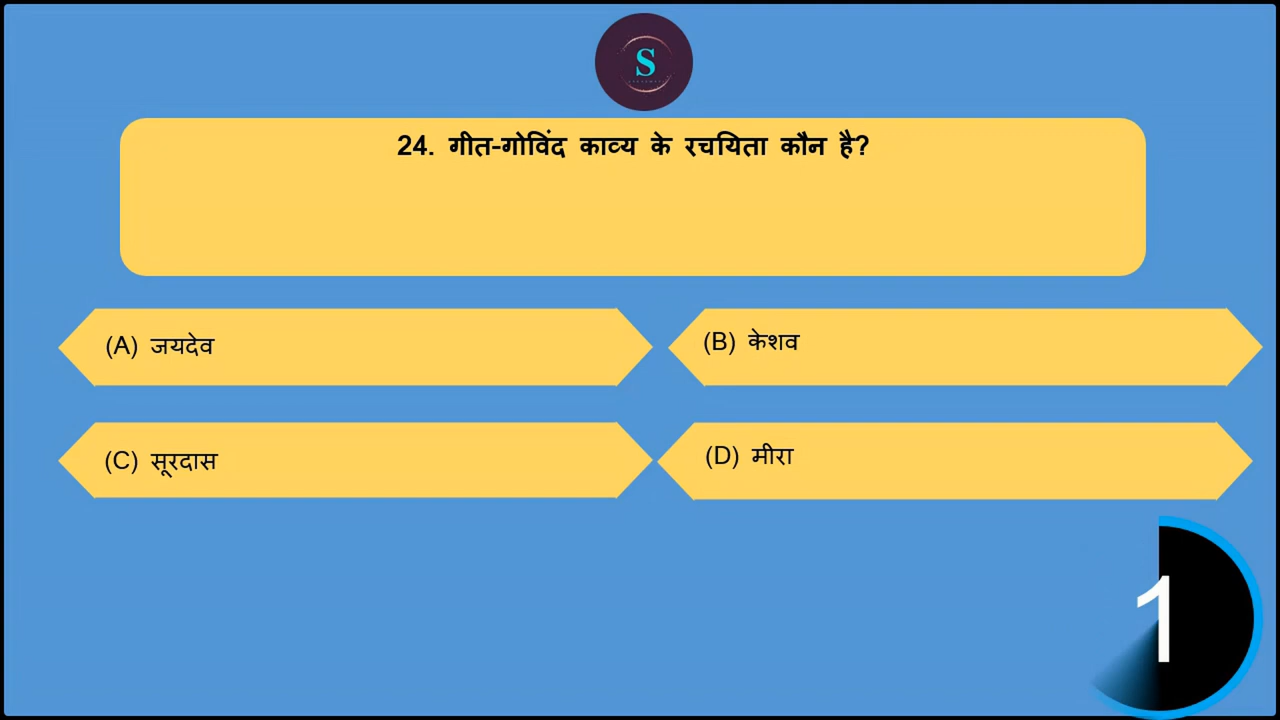 S
24. गीत-गोविंद काव्य के रचयिता कौन है?
(A) जयदेव
(B) केशव
(C) सूरदास
(D) मीरा
1